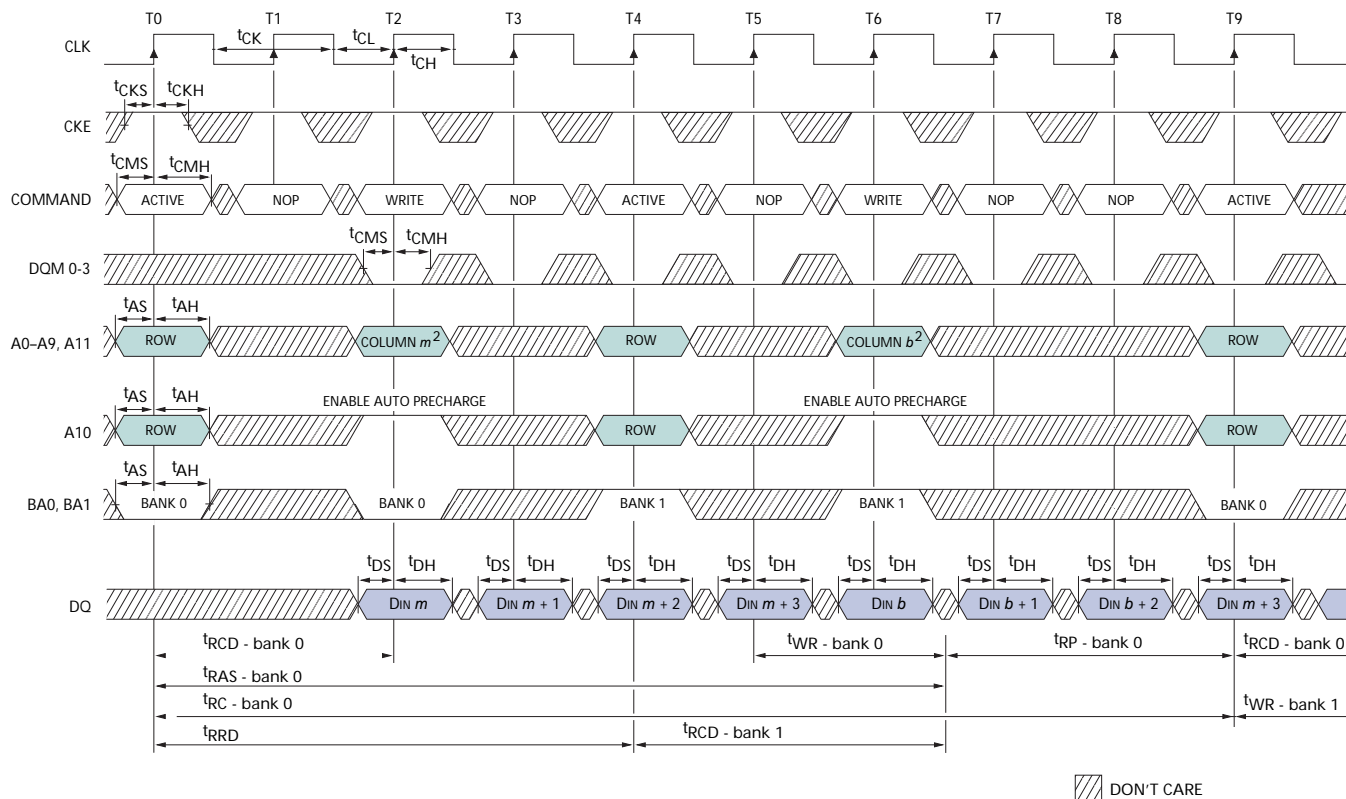 T0 T1 T2 T3 T4 T5 T6 T7 T8 T9
CLK
tCK tCL
tCH
tCKS tCKH
CKE
tCMS tCMH
COMMAND ACTIVE NOP WRITE NOP ACTIVE NOP WRITE NOP NOP ACTIVE
tCMS tCMH
DQM 0-3
tAS tAH
A0–A9, A11 ROW COLUMN m2 ROW COLUMN b2 ROW
tAS tAH ENABLE AUTO PRECHARGE ENABLE AUTO PRECHARGE
A10 ROW ROW ROW
tAS tAH
BA0, BA1 BANK 0 BANK 0 BANK 1 BANK 1 BANK 0
tDS tDH tDS tDH tDS tDH tDS tDH tDS tDH tDS tDH tDS tDH tDS tDH
DQ DIN m DIN m + 1 DIN m + 2 DIN m + 3 DIN b DIN b + 1 DIN b + 2 DIN m + 3
tRCD - bank 0 tWR - bank 0 tRP - bank 0 tRCD - bank 0
tRAS - bank 0
tRC - bank 0 tWR - bank 1
tRRD tRCD - bank 1
DON'T CARE